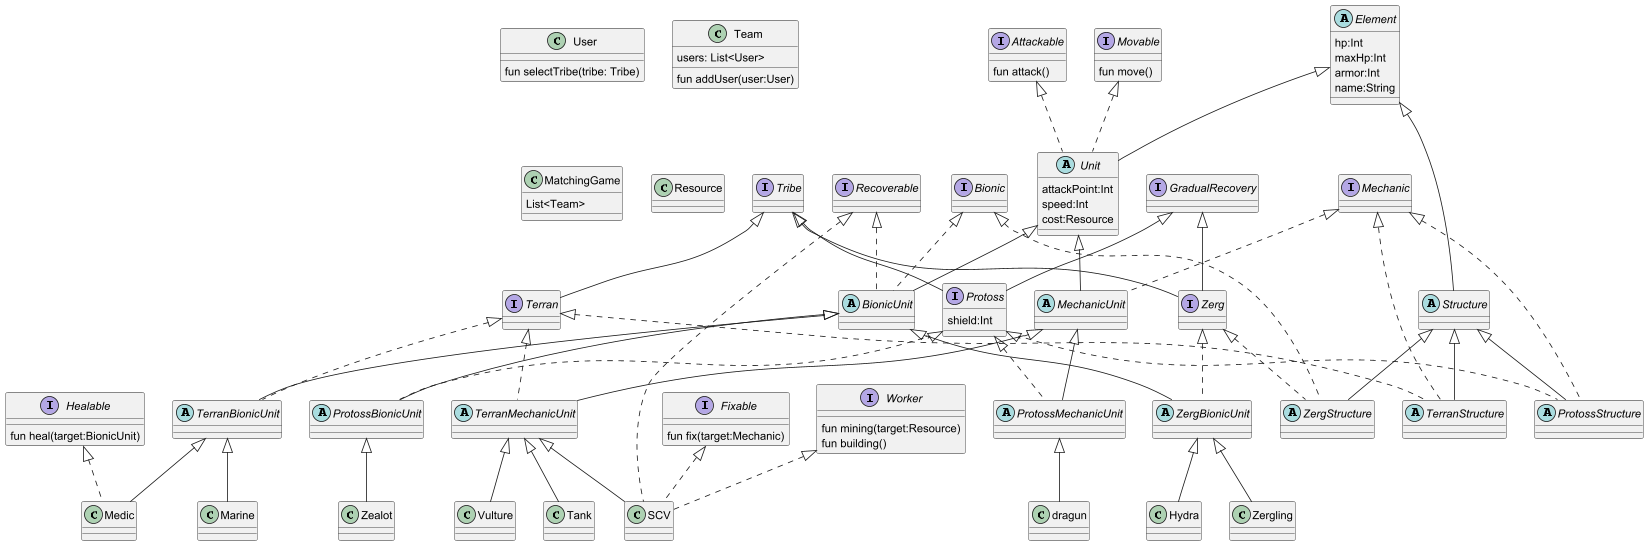 C User
fun selectTribe(tribe: Tribe)
C Team
users: List<User>
fun addUser(user:User)
I Attackable
fun attack()
I Movable
fun move()
A Element
hp:Int
maxHp:Int
armor:Int
name:String
C MatchingGame
List<Team>
C Resource
I Tribe
I Recoverable
I Bionic
A Unit
attackPoint:Int
speed:Int
cost:Resource
I GradualRecovery
I Mechanic
I Terran
A BionicUnit
I Protoss
shield:Int
A MechanicUnit
I Zerg
A Structure
I Healable
fun heal(target:BionicUnit)
A TerranBionicUnit
A ProtossBionicUnit
A TerranMechanicUnit
I Fixable
fun fix(target:Mechanic)
I Worker
fun mining(target:Resource)
fun building()
A ProtossMechanicUnit
A ZergBionicUnit
A ZergStructure
A TerranStructure
A ProtossStructure
C Medic
C Marine
C Zealot
C Vulture
C Tank
C SCV
C dragun
C Hydra
C Zergling